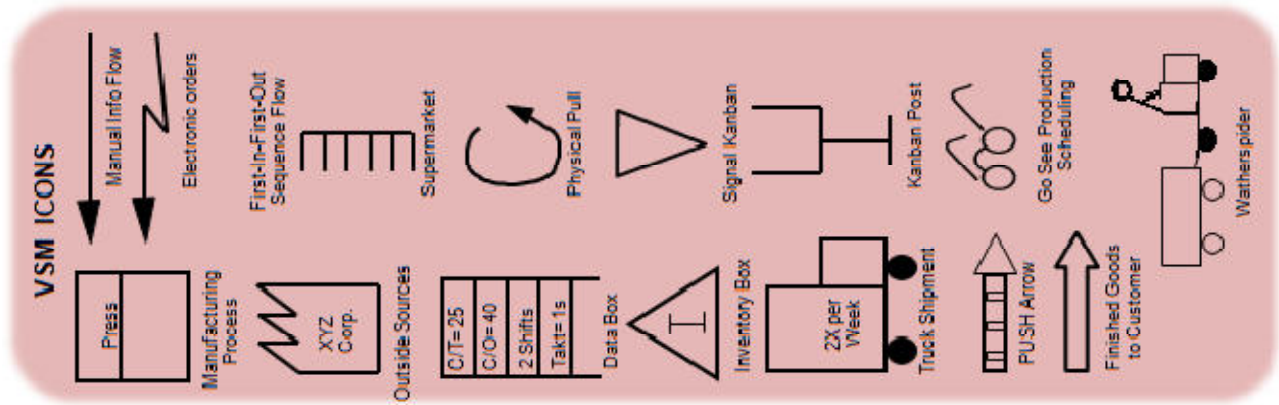 VSM ICONS
Press
Manufacturing
Process
XYZ
Corp.
Outside Sources
C/T= 25
C/O= 40
2 Shifts
Takt= 1s
Data Box
I
Inventory Box
2X per
Week
Truck Shipment
PUSH Arrow
Finished Goods
to Customer
Manual Info Flow
Electronic orders
First-In-First-Out
Sequence Flow
Supermarket
Physical Pull
Signal Kanban
Kanban Post
Go See Production
Scheduling
Watherspider